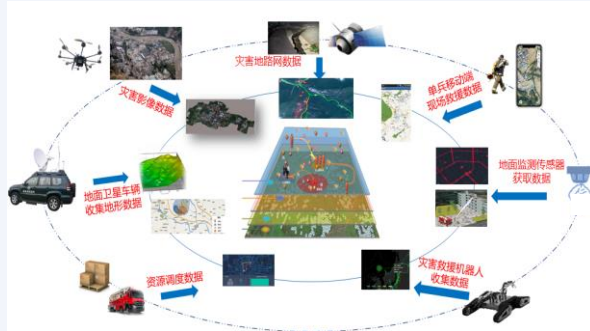 灾害地路网数据
灾害影像数据
单兵移动端
现场救援数据
地面卫星车辆
收集地形数据
地面监测传感器
获取数据
资源调度数据
灾害救援机器人
收集数据